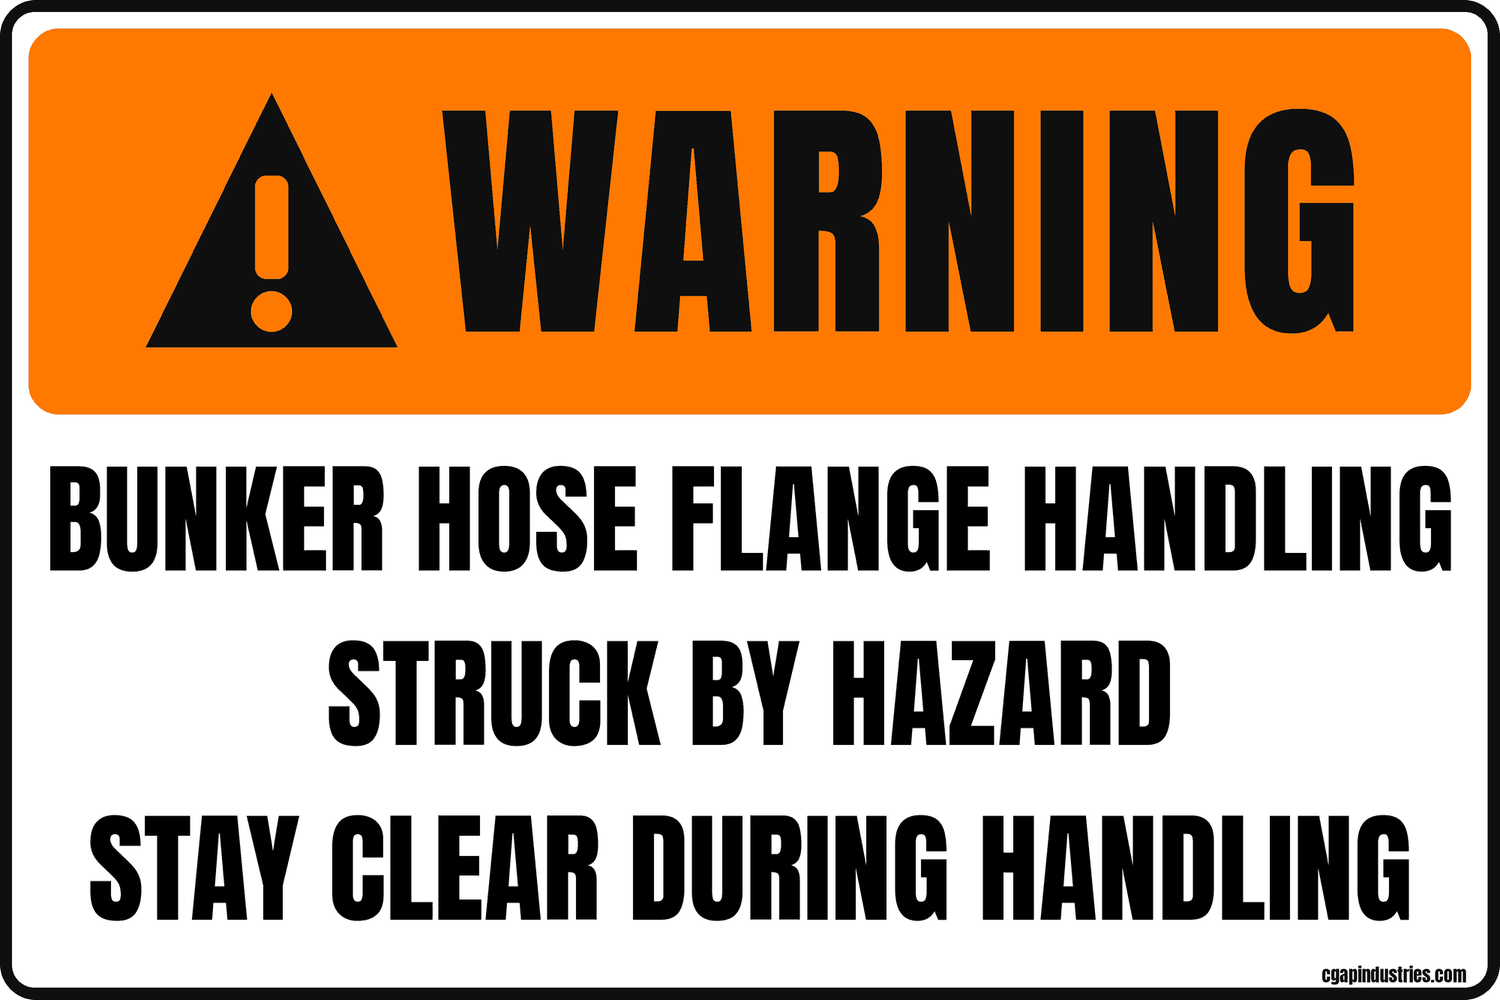 WARNING
BUNKER HOSE FLANGE HANDLING
STRUCK BY HAZARD
STAY CLEAR DURING HANDLING
cgapindustries.com